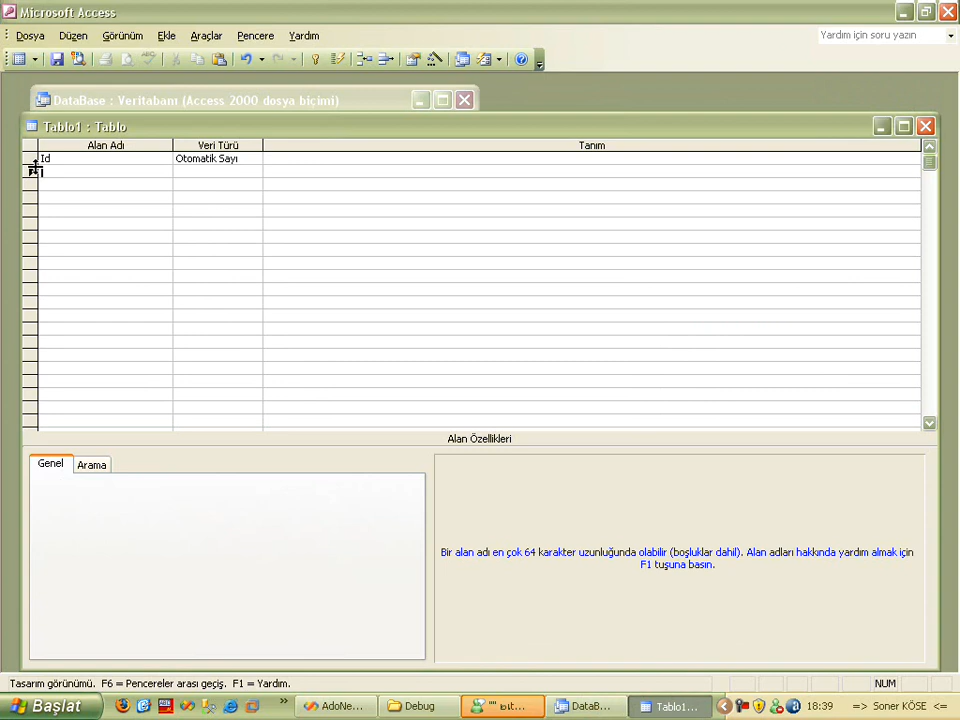 Microsoft Access
Dosya Düzen Görünüm Ekle Araçlar Pencere Yardım
Yardım için soru yazın
DataBase : Veritabanı (Access 2000 dosya biçimi)
Tablo1 : Tablo
Alan Adı Veri Türü Tanım
Id Otomatik Sayı
Alan Özellikleri
Genel Arama
Bir alan adı en çok 64 karakter uzunluğunda olabilir (boşluklar dahil). Alan adları hakkında yardım almak için
F1 tuşuna basın.
Tasarım görünümü. F6 = Pencereler arası geçiş. F1 = Yardım. NUM
Başlat » AdoNe... Debug DataB... Tablo1... 18:39 => Soner KÖSE <=